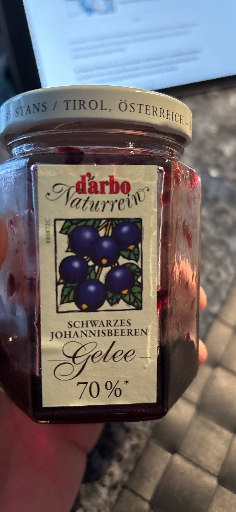 STANS / TIROL, ÖSTERREICH
d'arbo
Naturrein
SCHWARZES
JOHANNISBEEREN
Gelee
70%*